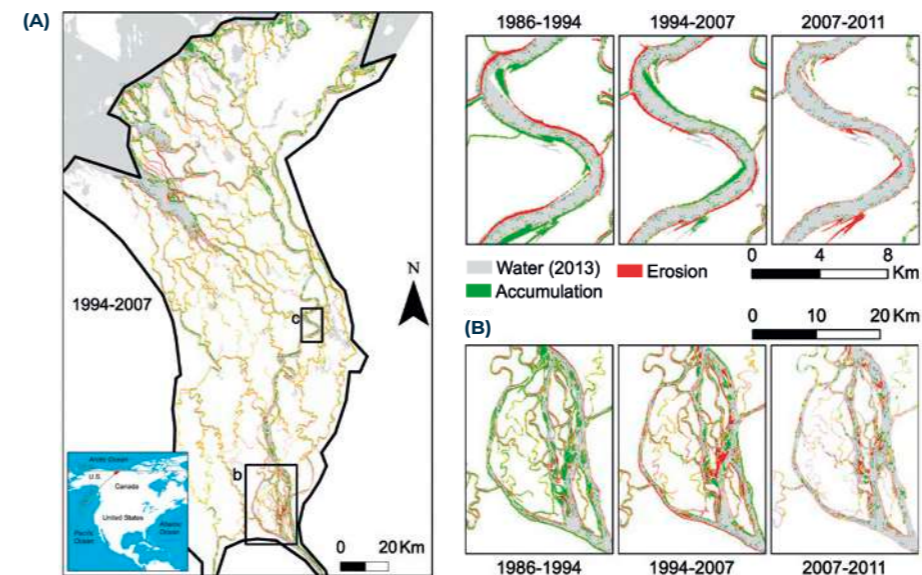 (A)
1994-2007
c
b
N
0 20 Km
Arctic Ocean
U.S.
Canada
United States
Pacific
Ocean
Atlantic
Ocean
1986-1994 1994-2007 2007-2011
Water (2013) Erosion
Accumulation
0 4 8
Km
(B)
0 10 20 Km
1986-1994 1994-2007 2007-2011